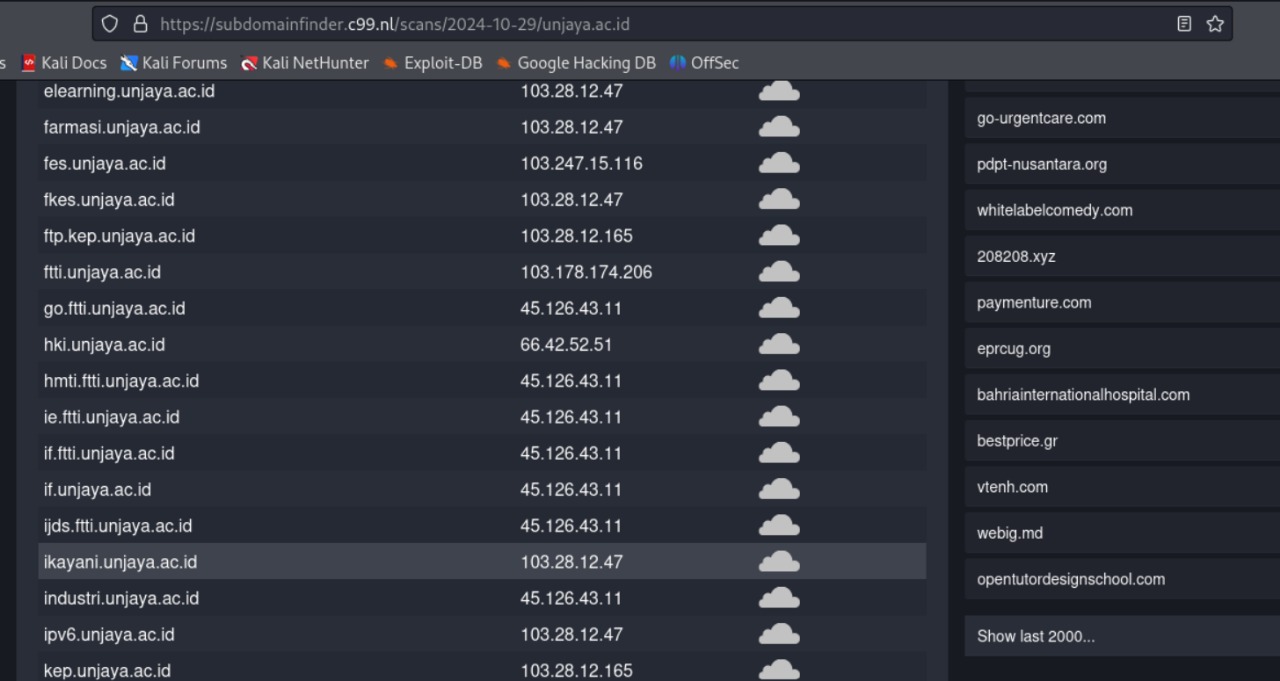 https://subdomainfinder.c99.nl/scans/2024-10-29/unjaya.ac.id
s Kali Docs Kali Forums Kali NetHunter Exploit-DB Google Hacking DB OffSec
elearning.unjaya.ac.id 103.28.12.47
farmasi.unjaya.ac.id 103.28.12.47
fes.unjaya.ac.id 103.247.15.116
fkes.unjaya.ac.id 103.28.12.47
ftp.kep.unjaya.ac.id 103.28.12.165
ftti.unjaya.ac.id 103.178.174.206
go.ftti.unjaya.ac.id 45.126.43.11
hki.unjaya.ac.id 66.42.52.51
hmti.ftti.unjaya.ac.id 45.126.43.11
ie.ftti.unjaya.ac.id 45.126.43.11
if.ftti.unjaya.ac.id 45.126.43.11
if.unjaya.ac.id 45.126.43.11
ijds.ftti.unjaya.ac.id 45.126.43.11
ikayani.unjaya.ac.id 103.28.12.47
industri.unjaya.ac.id 45.126.43.11
ipv6.unjaya.ac.id 103.28.12.47
kep.unjaya.ac.id 103.28.12.165
go-urgentcare.com
pdpt-nusantara.org
whitelabelcomedy.com
208208.xyz
paymenture.com
eprcug.org
bahriainternationalhospital.com
bestprice.gr
vtenh.com
webig.md
opentutordesignschool.com
Show last 2000...